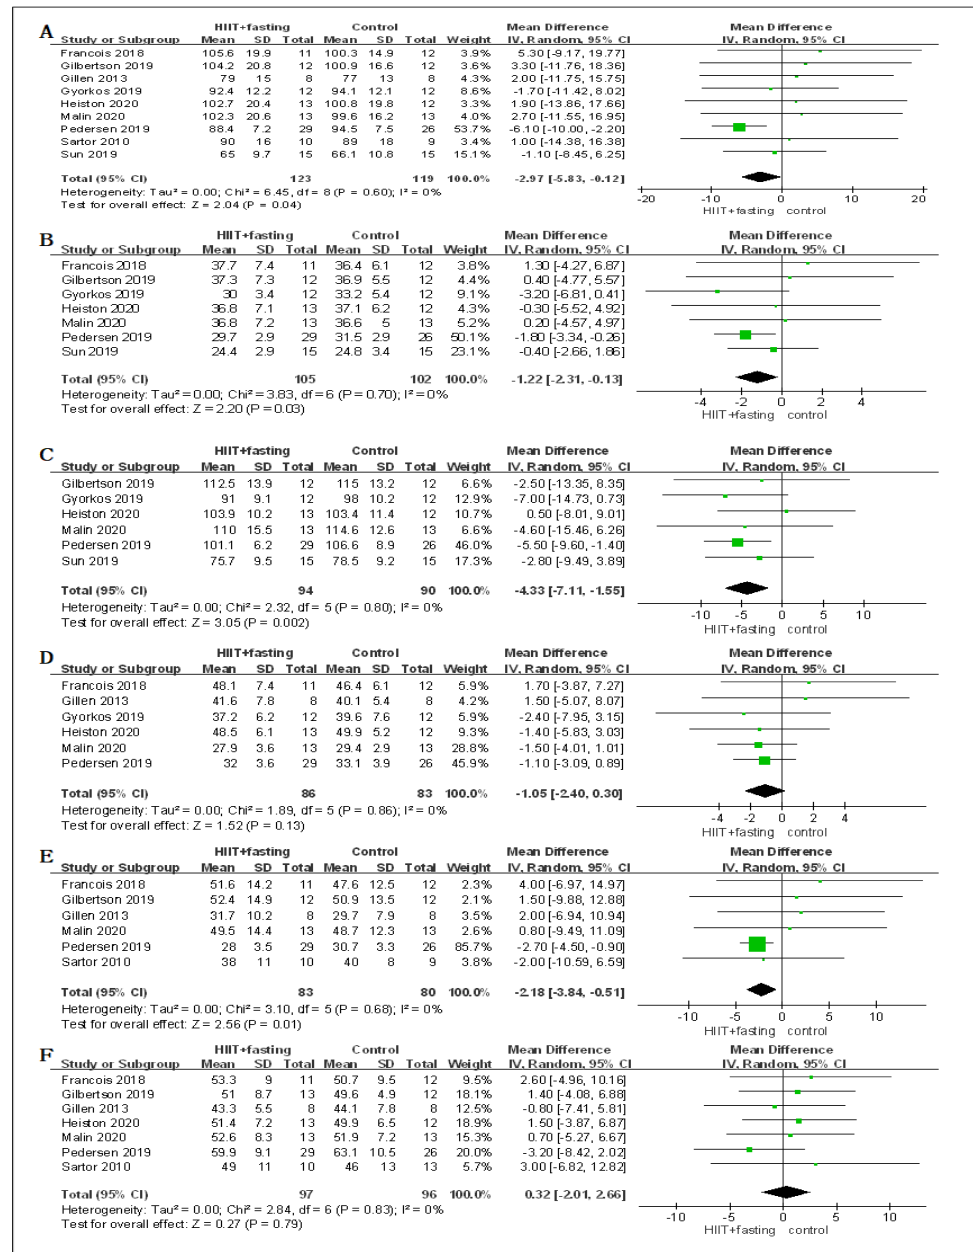 A
HIIT+fasting Control Mean Difference Mean Difference
Study or Subgroup Mean SD Total Mean SD Total Weight IV, Random, 95% CI IV, Random, 95% CI
Francois 2018 105.6 19.9 11 100.3 14.9 12 3.9% 5.30 [-9.17, 19.77]
Gilbertson 2019 104.2 20.8 12 100.9 16.6 12 3.6% 3.30 [-11.76, 18.36]
Gillen 2013 79 15 8 77 13 8 4.3% 2.00 [-11.75, 15.75]
Gyorkos 2019 92.4 12.2 12 94.1 12.1 12 8.6% -1.70 [-11.42, 8.02]
Heiston 2020 102.7 20.4 13 100.8 19.8 12 3.3% 1.90 [-13.86, 17.66]
Malin 2020 102.3 20.6 13 99.6 16.2 13 4.0% 2.70 [-11.55, 16.95]
Pedersen 2019 88.4 7.2 29 94.5 7.5 26 53.7% -6.10 [-10.00, -2.20]
Sartor 2010 90 16 10 89 18 9 3.4% 1.00 [-14.38, 16.38]
Sun 2019 65 9.7 15 66.1 10.8 15 15.1% -1.10 [-8.45, 6.25]
Total (95% CI) 123 119 100.0% -2.97 [-5.83, -0.12]
Heterogeneity: Tau² = 0.00; Chi² = 6.45, df = 8 (P = 0.60); I² = 0%
Test for overall effect: Z = 2.04 (P = 0.04)
-20 -10 0 10 20
HIIT+fasting control
B
HIIT+fasting Control Mean Difference Mean Difference
Study or Subgroup Mean SD Total Mean SD Total Weight IV, Random, 95% CI IV, Random, 95% CI
Francois 2018 37.7 7.4 11 36.4 6.1 12 3.8% 1.30 [-4.27, 6.87]
Gilbertson 2019 37.3 7.3 12 36.9 5.5 12 4.4% 0.40 [-4.77, 5.57]
Gyorkos 2019 30 3.4 12 33.2 5.4 12 9.1% -3.20 [-6.81, 0.41]
Heiston 2020 36.8 7.1 13 37.1 6.2 12 4.3% -0.30 [-5.52, 4.92]
Malin 2020 36.8 7.2 13 36.6 5 13 5.2% 0.20 [-4.57, 4.97]
Pedersen 2019 29.7 2.9 29 31.5 2.9 26 50.1% -1.80 [-3.34, -0.26]
Sun 2019 24.4 2.9 15 24.8 3.4 15 23.1% -0.40 [-2.66, 1.86]
Total (95% CI) 105 102 100.0% -1.22 [-2.31, -0.13]
Heterogeneity: Tau² = 0.00; Chi² = 3.83, df = 6 (P = 0.70); I² = 0%
Test for overall effect: Z = 2.20 (P = 0.03)
-4 -2 0 2 4
HIIT+fasting control
C
HIIT+fasting Control Mean Difference Mean Difference
Study or Subgroup Mean SD Total Mean SD Total Weight IV, Random, 95% CI IV, Random, 95% CI
Gilbertson 2019 112.5 13.9 12 115 13.2 12 6.6% -2.50 [-13.35, 8.35]
Gyorkos 2019 91 9.1 12 98 10.2 12 12.9% -7.00 [-14.73, 0.73]
Heiston 2020 103.9 10.2 13 103.4 11.4 12 10.7% 0.50 [-8.01, 9.01]
Malin 2020 110 15.5 13 114.6 12.6 13 6.6% -4.60 [-15.46, 6.26]
Pedersen 2019 101.1 6.2 29 106.6 8.9 26 46.0% -5.50 [-9.60, -1.40]
Sun 2019 75.7 9.5 15 78.5 9.2 15 17.3% -2.80 [-9.49, 3.89]
Total (95% CI) 94 90 100.0% -4.33 [-7.11, -1.55]
Heterogeneity: Tau² = 0.00; Chi² = 2.32, df = 5 (P = 0.80); I² = 0%
Test for overall effect: Z = 3.05 (P = 0.002)
-10 -5 0 5 10
HIIT+fasting control
D
HIIT+fasting Control Mean Difference Mean Difference
Study or Subgroup Mean SD Total Mean SD Total Weight IV, Random, 95% CI IV, Random, 95% CI
Francois 2018 48.1 7.4 11 46.4 6.1 12 5.9% 1.70 [-3.87, 7.27]
Gillen 2013 41.6 7.8 8 40.1 5.4 8 4.2% 1.50 [-5.07, 8.07]
Gyorkos 2019 37.2 6.2 12 39.6 7.6 12 5.9% -2.40 [-7.95, 3.15]
Heiston 2020 48.5 6.1 13 49.9 5.2 12 9.3% -1.40 [-5.83, 3.03]
Malin 2020 27.9 3.6 13 29.4 2.9 13 28.8% -1.50 [-4.01, 1.01]
Pedersen 2019 32 3.6 29 33.1 3.9 26 45.9% -1.10 [-3.09, 0.89]
Total (95% CI) 86 83 100.0% -1.05 [-2.40, 0.30]
Heterogeneity: Tau² = 0.00; Chi² = 1.89, df = 5 (P = 0.86); I² = 0%
Test for overall effect: Z = 1.52 (P = 0.13)
-4 -2 0 2 4
HIIT+fasting control
E
HIIT+fasting Control Mean Difference Mean Difference
Study or Subgroup Mean SD Total Mean SD Total Weight IV, Random, 95% CI IV, Random, 95% CI
Francois 2018 51.6 14.2 11 47.6 12.5 12 2.3% 4.00 [-6.97, 14.97]
Gilbertson 2019 52.4 14.9 12 50.9 13.5 12 2.1% 1.50 [-9.88, 12.88]
Gillen 2013 31.7 10.2 8 29.7 7.9 8 3.5% 2.00 [-6.94, 10.94]
Malin 2020 49.5 14.4 13 48.7 12.3 13 2.6% 0.80 [-9.49, 11.09]
Pedersen 2019 28 3.5 29 30.7 3.3 26 85.7% -2.70 [-4.50, -0.90]
Sartor 2010 38 11 10 40 8 9 3.8% -2.00 [-10.59, 6.59]
Total (95% CI) 83 80 100.0% -2.18 [-3.84, -0.51]
Heterogeneity: Tau² = 0.00; Chi² = 3.10, df = 5 (P = 0.68); I² = 0%
Test for overall effect: Z = 2.56 (P = 0.01)
-10 -5 0 5 10
HIIT+fasting control
F
HIIT+fasting Control Mean Difference Mean Difference
Study or Subgroup Mean SD Total Mean SD Total Weight IV, Random, 95% CI IV, Random, 95% CI
Francois 2018 53.3 9 11 50.7 9.5 12 9.5% 2.60 [-4.96, 10.16]
Gilbertson 2019 51 8.7 13 49.6 4.9 12 18.1% 1.40 [-4.08, 6.88]
Gillen 2013 43.3 5.5 8 44.1 7.8 8 12.5% -0.80 [-7.41, 5.81]
Heiston 2020 51.4 7.2 13 49.9 6.5 12 18.9% 1.50 [-3.87, 6.87]
Malin 2020 52.6 8.3 13 51.9 7.2 13 15.3% 0.70 [-5.27, 6.67]
Pedersen 2019 59.9 9.1 29 63.1 10.5 26 20.0% -3.20 [-8.42, 2.02]
Sartor 2010 49 11 10 46 13 13 5.7% 3.00 [-6.82, 12.82]
Total (95% CI) 97 96 100.0% 0.32 [-2.01, 2.66]
Heterogeneity: Tau² = 0.00; Chi² = 2.84, df = 6 (P = 0.83); I² = 0%
Test for overall effect: Z = 0.27 (P = 0.79)
-10 -5 0 5 10
HIIT+fasting control